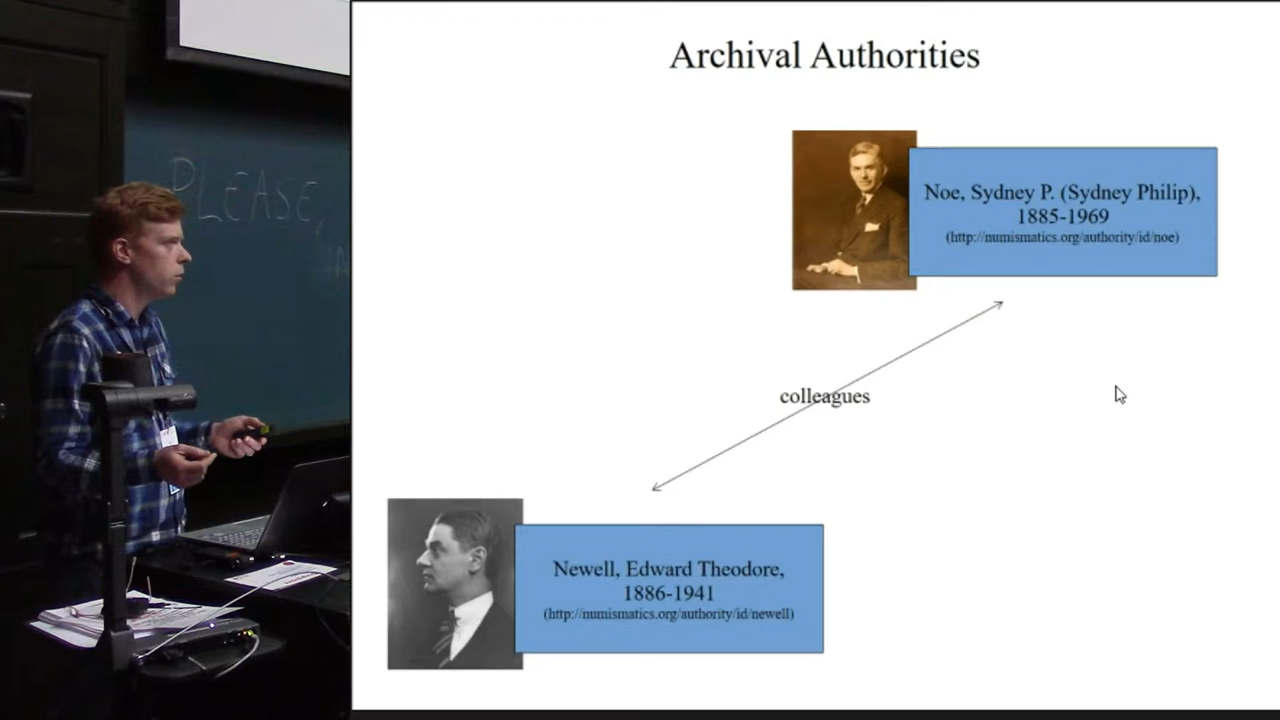 PLEASE,
Archival Authorities
Noe, Sydney P. (Sydney Philip),
1885-1969
(http://numismatics.org/authority/id/noe)
colleagues
Newell, Edward Theodore,
1886-1941
(http://numismatics.org/authority/id/newell)